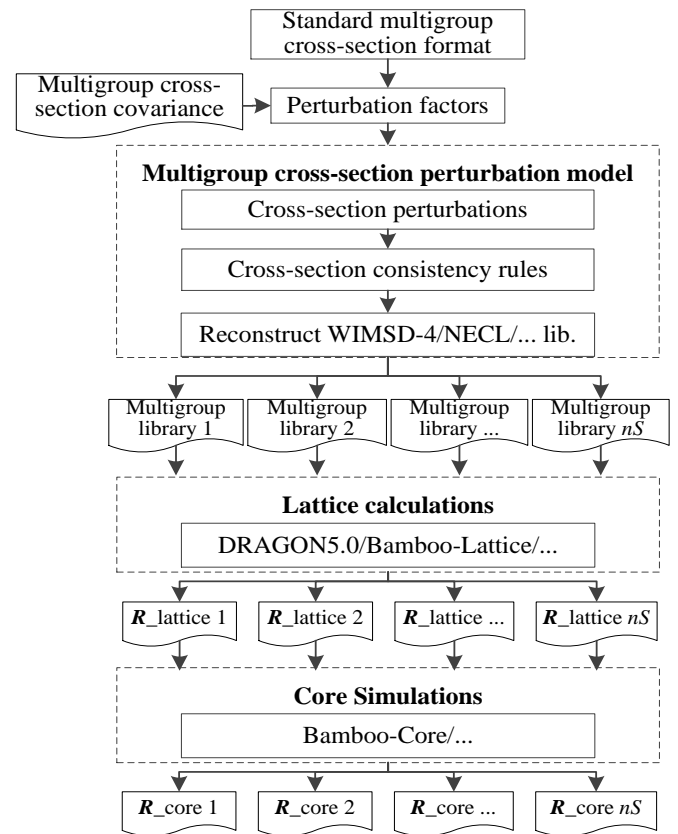 Standard multigroup
cross-section format
Multigroup cross-
section covariance
Perturbation factors
Multigroup cross-section perturbation model
Cross-section perturbations
Cross-section consistency rules
Reconstruct WIMSD-4/NECL/... lib.
Multigroup
library 1
Multigroup
library 2
Multigroup
library ...
Multigroup
library nS
Lattice calculations
DRAGON5.0/Bamboo-Lattice/...
R_lattice 1
R_lattice 2
R_lattice ...
R_lattice nS
Core Simulations
Bamboo-Core/...
R_core 1
R_core 2
R_core ...
R_core nS